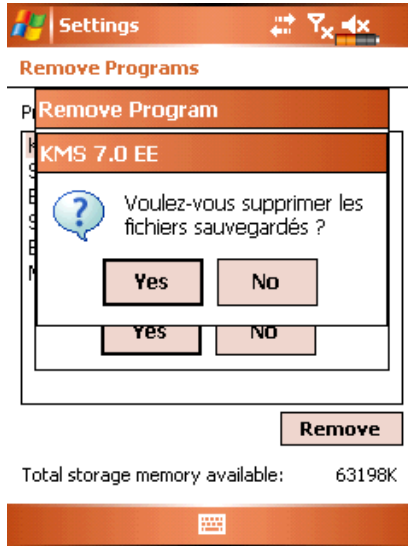 Settings
Remove Programs
Remove Program
KMS 7.0 EE
Voulez-vous supprimer les
fichiers sauvegardés ?
Yes No
Yes No
Remove
Total storage memory available: 63198K